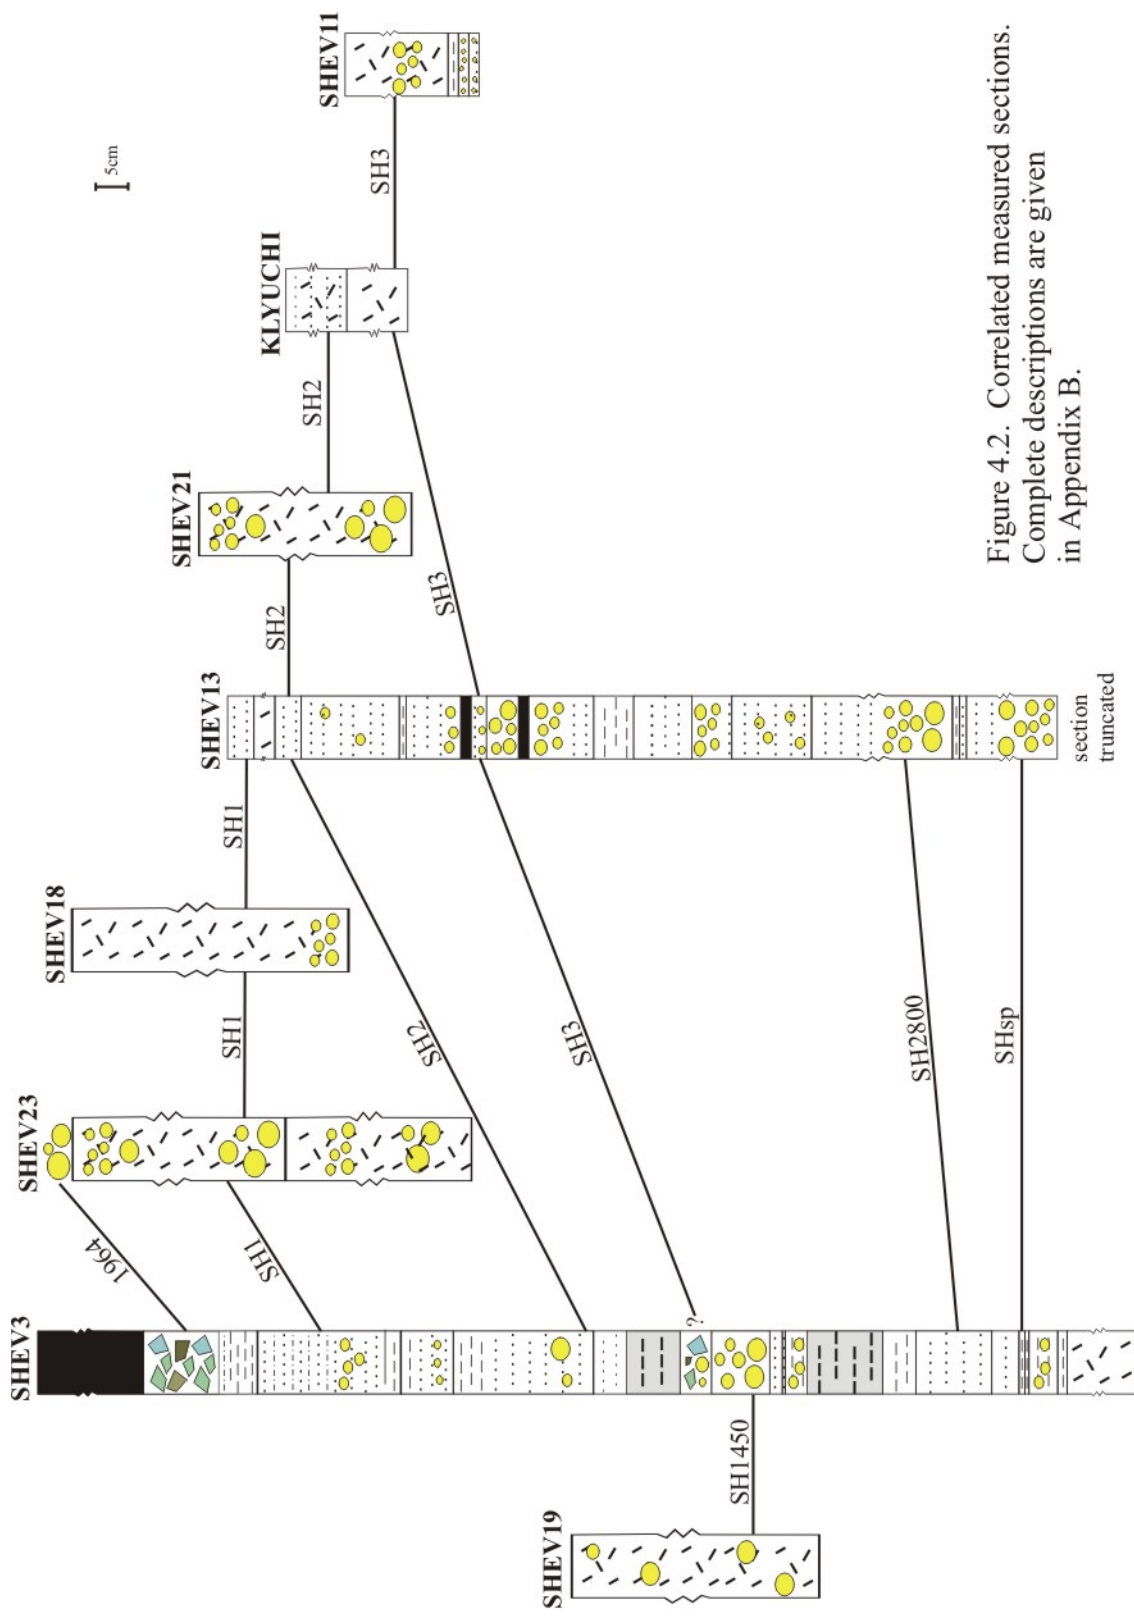 SHEV19
SH1450
SHEV3
1964
SH1
SH2
SH3
?
SH2800
SHsp
SHEV23
SH1
SHEV18
SH1
SHEV13
section
truncated
SH2
SH3
SHEV21
SH2
KLYUCHI
SH3
SHEV11
5cm
Figure 4.2. Correlated measured sections.
Complete descriptions are given
in Appendix B.